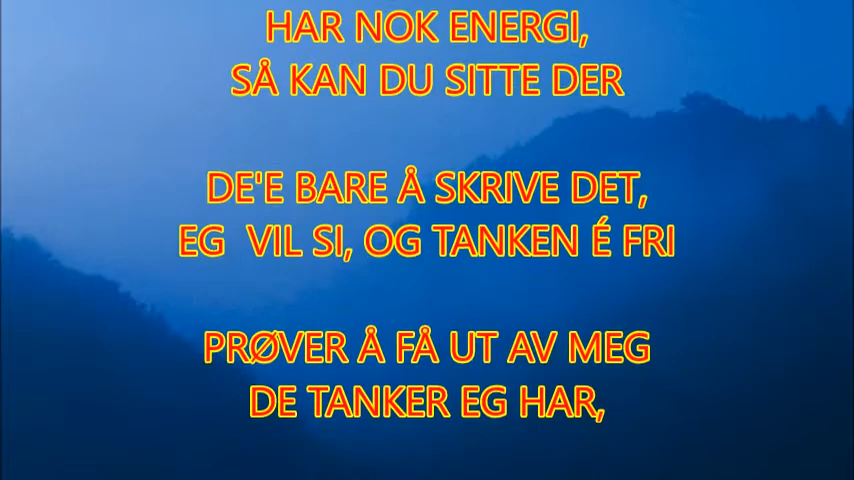 HAR NOK ENERGI,
SÅ KAN DU SITTE DER
DE'E BARE Å SKRIVE DET,
EG  VIL SI, OG TANKEN É FRI
PRØVER Å FÅ UT AV MEG
DE TANKER EG HAR,